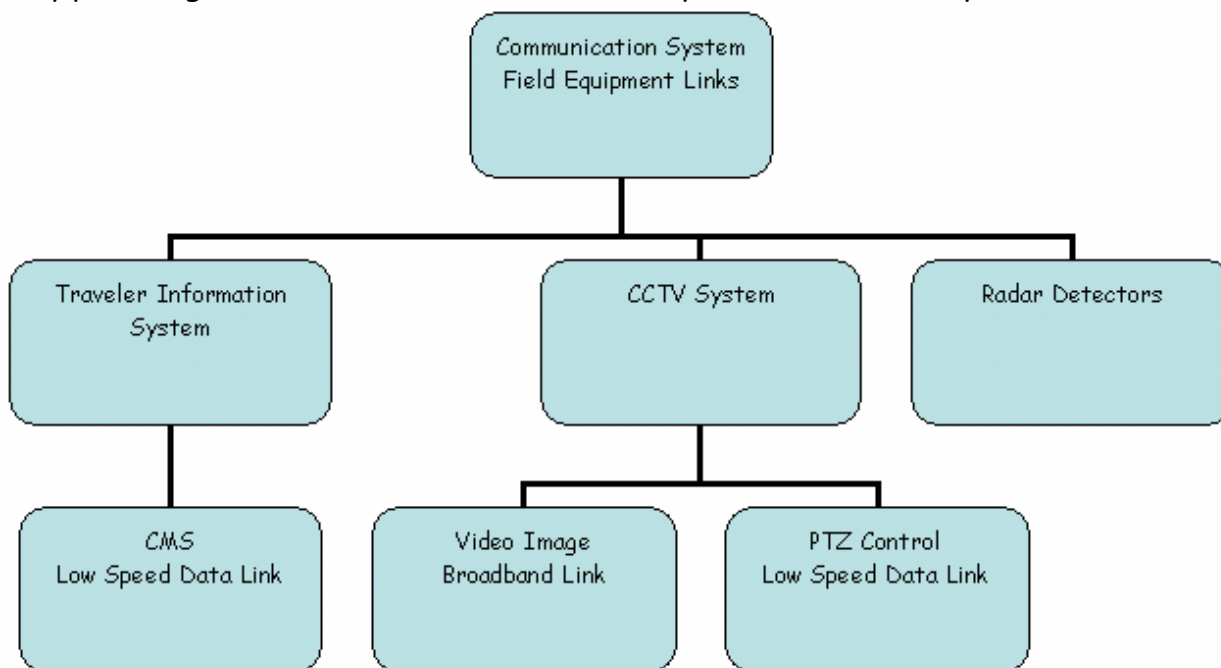 Communication System
Field Equipment Links
Traveler Information
System
CCTV System
Radar Detectors
CMS
Low Speed Data Link
Video Image
Broadband Link
PTZ Control
Low Speed Data Link